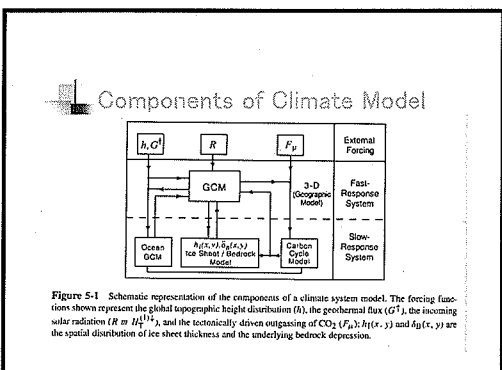 Components of Climate Model
h, G↑
R
Fμ
External
Forcing
GCM
3-D
(Geographic
Model)
Fast-
Response
System
Ocean
GCM
hI(x,y), δB(x,y)
Ice Sheet / Bedrock
Model
Carbon
Cycle
Model
Slow-
Response
System
Figure 5-1 Schematic representation of the components of a climate system model. The forcing func-
tions shown represent the global topographic height distribution (h), the geothermal flux (G↑), the incoming
solar radiation (R ≡ HT(1)↓), and the tectonically driven outgassing of CO2 (Fμ); hI(x, y) and δB(x, y) are
the spatial distribution of ice sheet thickness and the underlying bedrock depression.